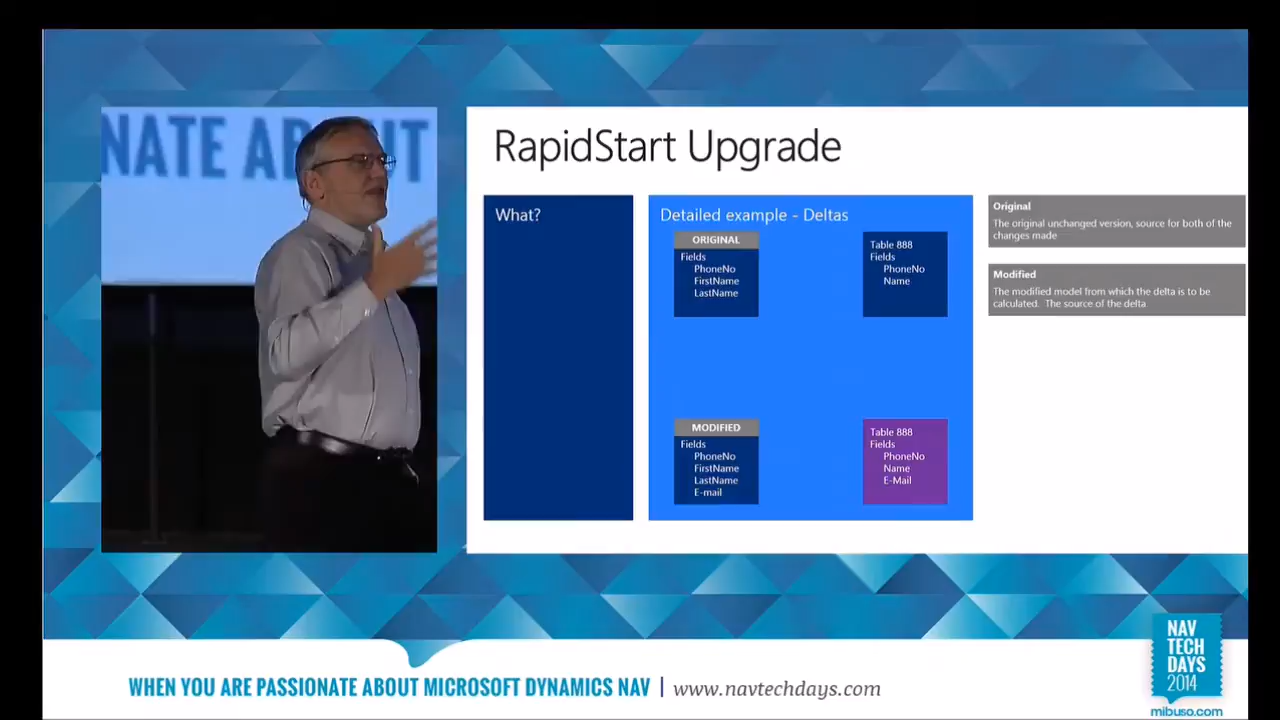 NATE ABOUT
RapidStart Upgrade
What?
Detailed example - Deltas
ORIGINAL
Fields
PhoneNo
FirstName
LastName
Table 888
Fields
PhoneNo
Name
MODIFIED
Fields
PhoneNo
FirstName
LastName
E-mail
Table 888
Fields
PhoneNo
Name
E-Mail
Original
The original unchanged version, source for both of the
changes made
Modified
The modified model from which the delta is to be
calculated. The source of the delta
WHEN YOU ARE PASSIONATE ABOUT MICROSOFT DYNAMICS NAV | www.navtechdays.com
NAV
TECH
DAYS
2014
mibuso.com